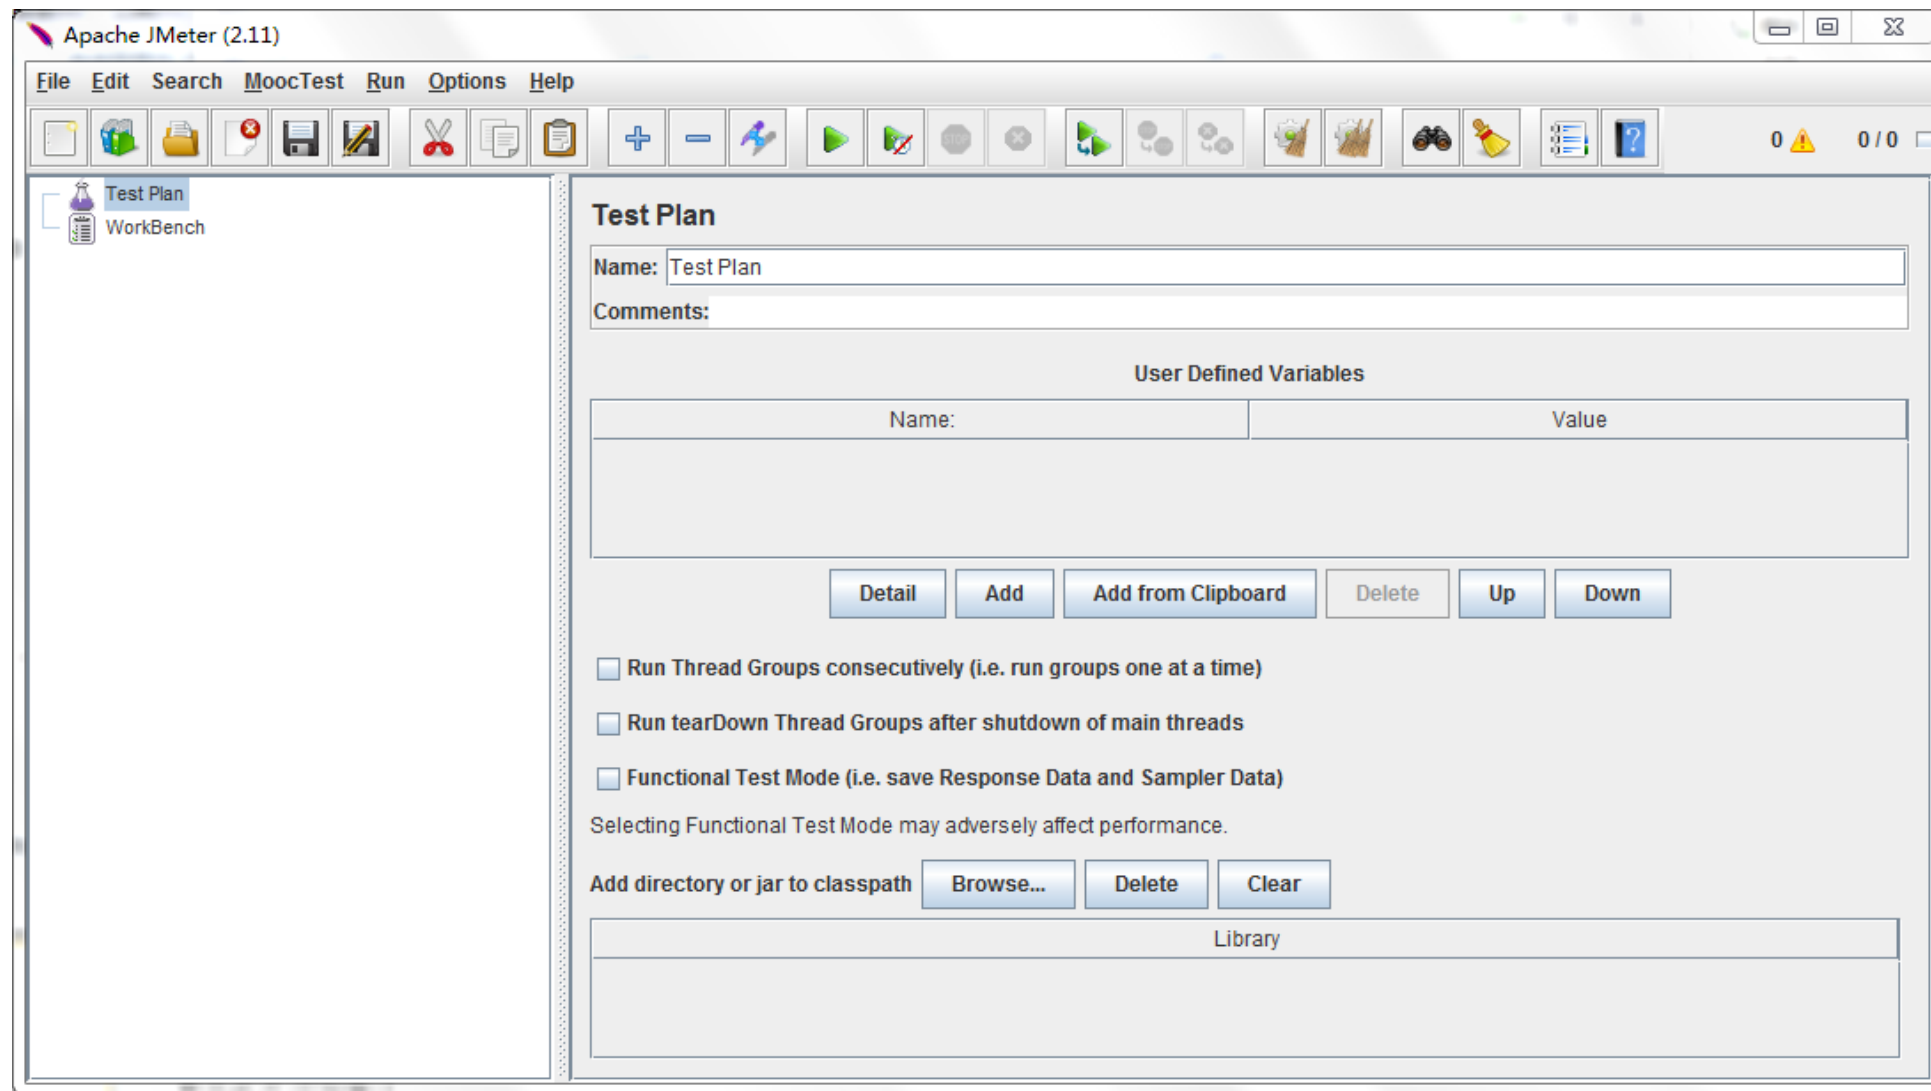 Apache JMeter (2.11)
File Edit Search MoocTest Run Options Help
STOP
? 0 0 / 0
Test Plan
WorkBench
Test Plan
Name: Test Plan
Comments:
User Defined Variables
Name: Value
Detail Add Add from Clipboard Delete Up Down
Run Thread Groups consecutively (i.e. run groups one at a time)
Run tearDown Thread Groups after shutdown of main threads
Functional Test Mode (i.e. save Response Data and Sampler Data)
Selecting Functional Test Mode may adversely affect performance.
Add directory or jar to classpath Browse... Delete Clear
Library